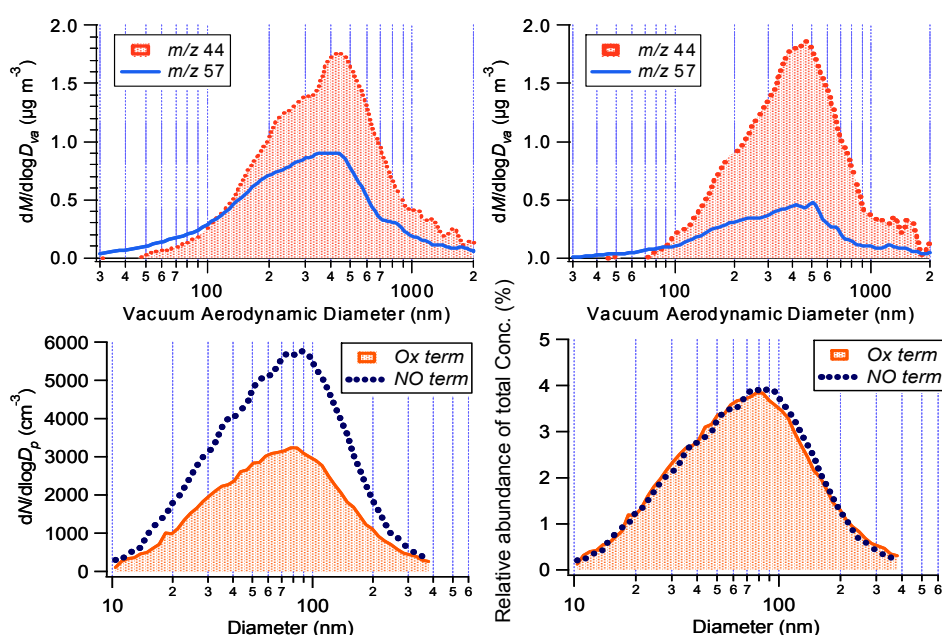 2.0
1.5
1.0
0.5
0.0
dM/dlogDva (µg m-3)
m/z 44
m/z 57
3 4 5 6 7 100 2 3 4 5 6 7 1000 2
Vacuum Aerodynamic Diameter (nm)
2.0
1.5
1.0
0.5
0.0
dM/dlogDva (µg m-3)
m/z 44
m/z 57
3 4 5 6 7 100 2 3 4 5 6 7 1000 2
Vacuum Aerodynamic Diameter (nm)
6000
5000
4000
3000
2000
1000
0
dN/dlogDp (cm-3)
Ox term
NO term
10 2 3 4 5 6 7 100 2 3 4 5 6
Diameter (nm)
Relative abundance of total Conc. (%)
5
4
3
2
1
0
Ox term
NO term
10 2 3 4 5 6 7 100 2 3 4 5 6
Diameter (nm)